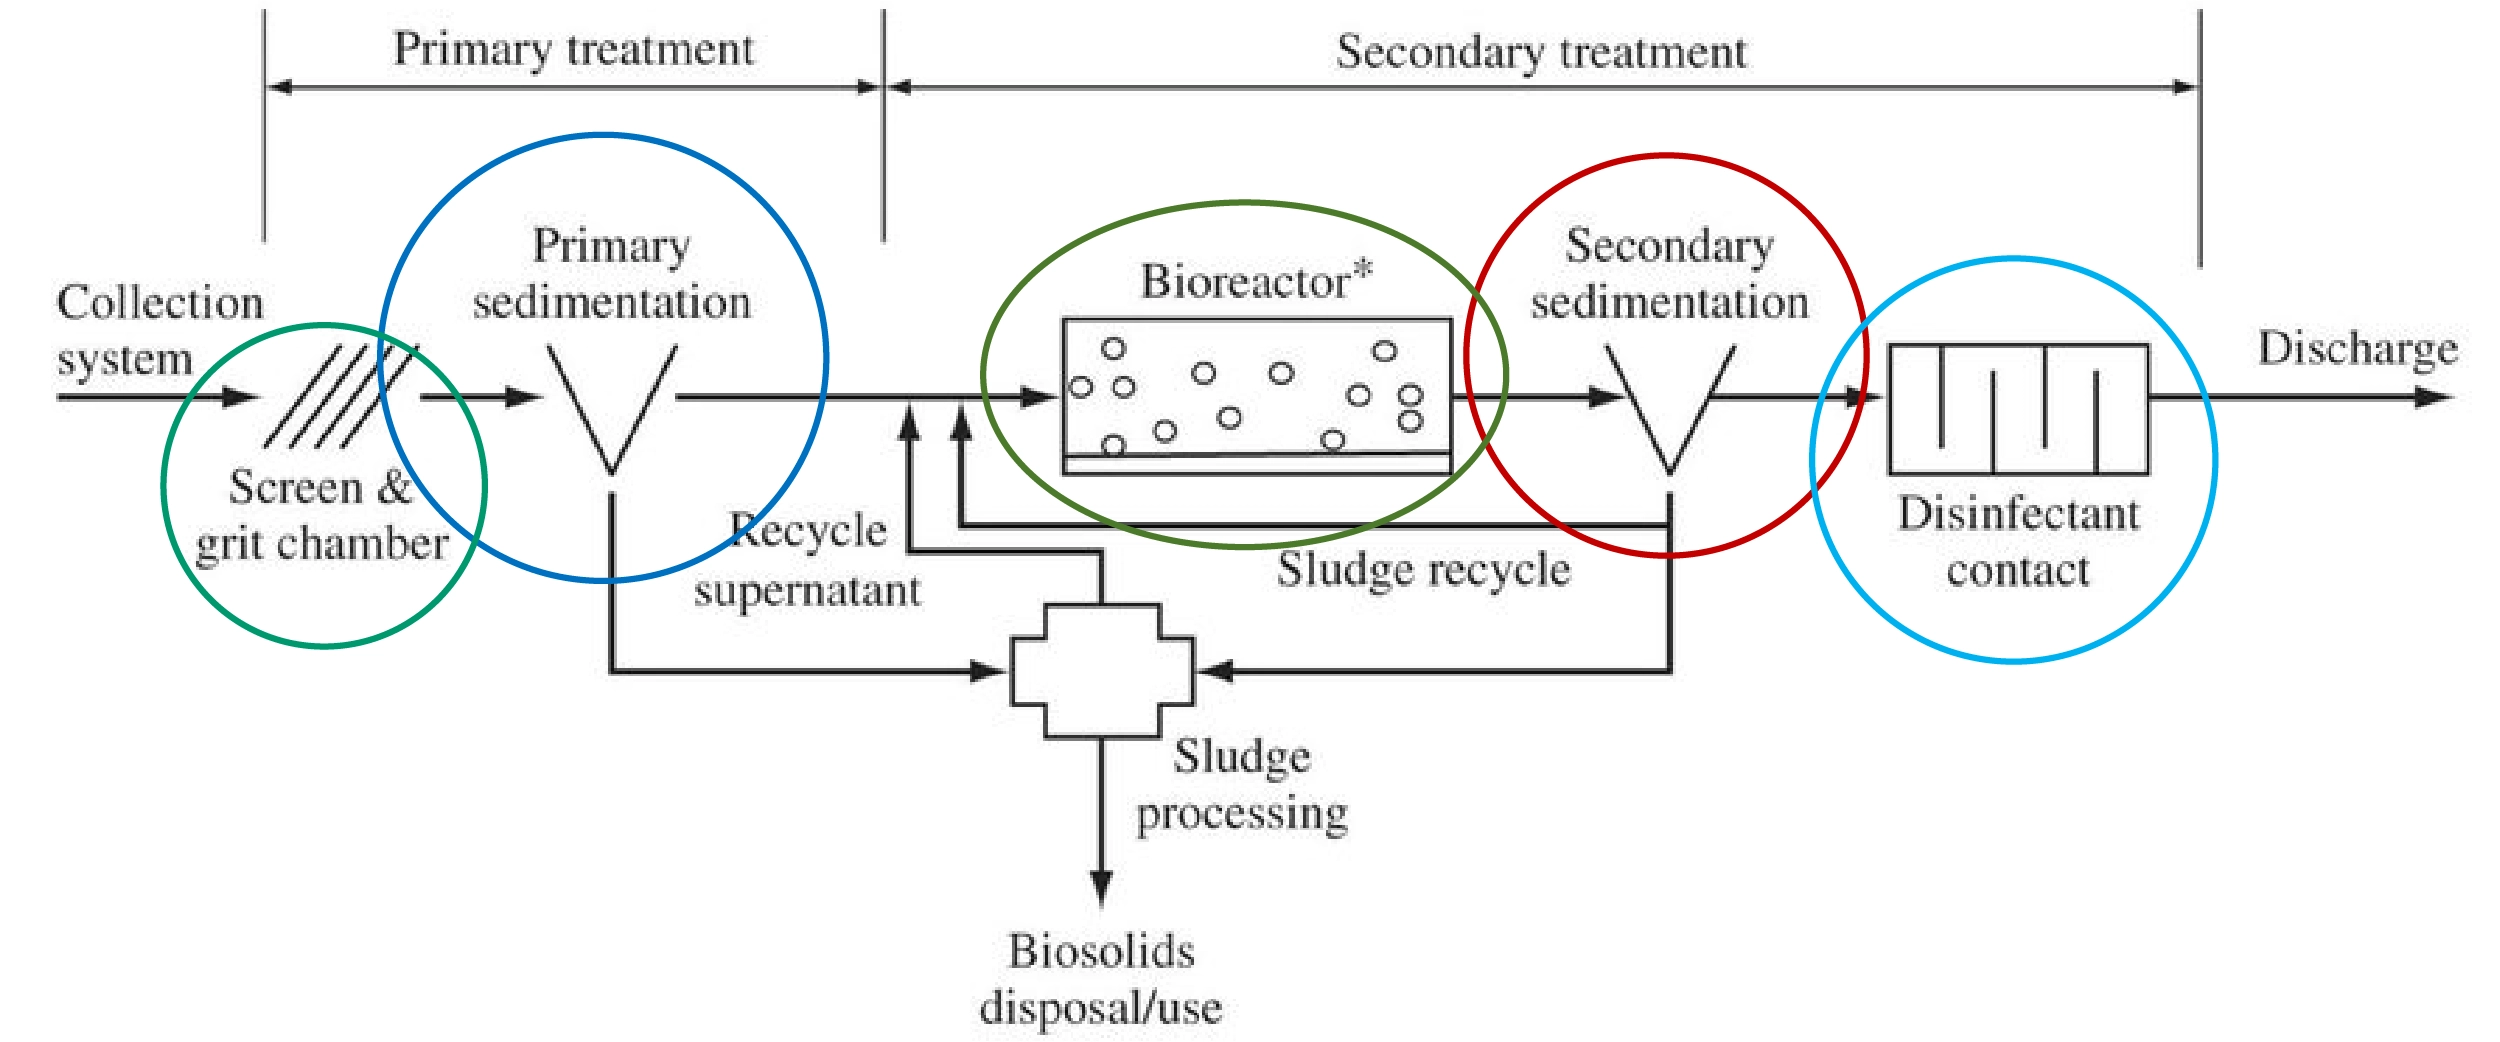 Primary treatment
Secondary treatment
Collection
system
Screen &
grit chamber
Primary
sedimentation
Recycle
supernatant
Bioreactor*
Secondary
sedimentation
Sludge recycle
Disinfectant
contact
Discharge
Sludge
processing
Biosolids
disposal/use